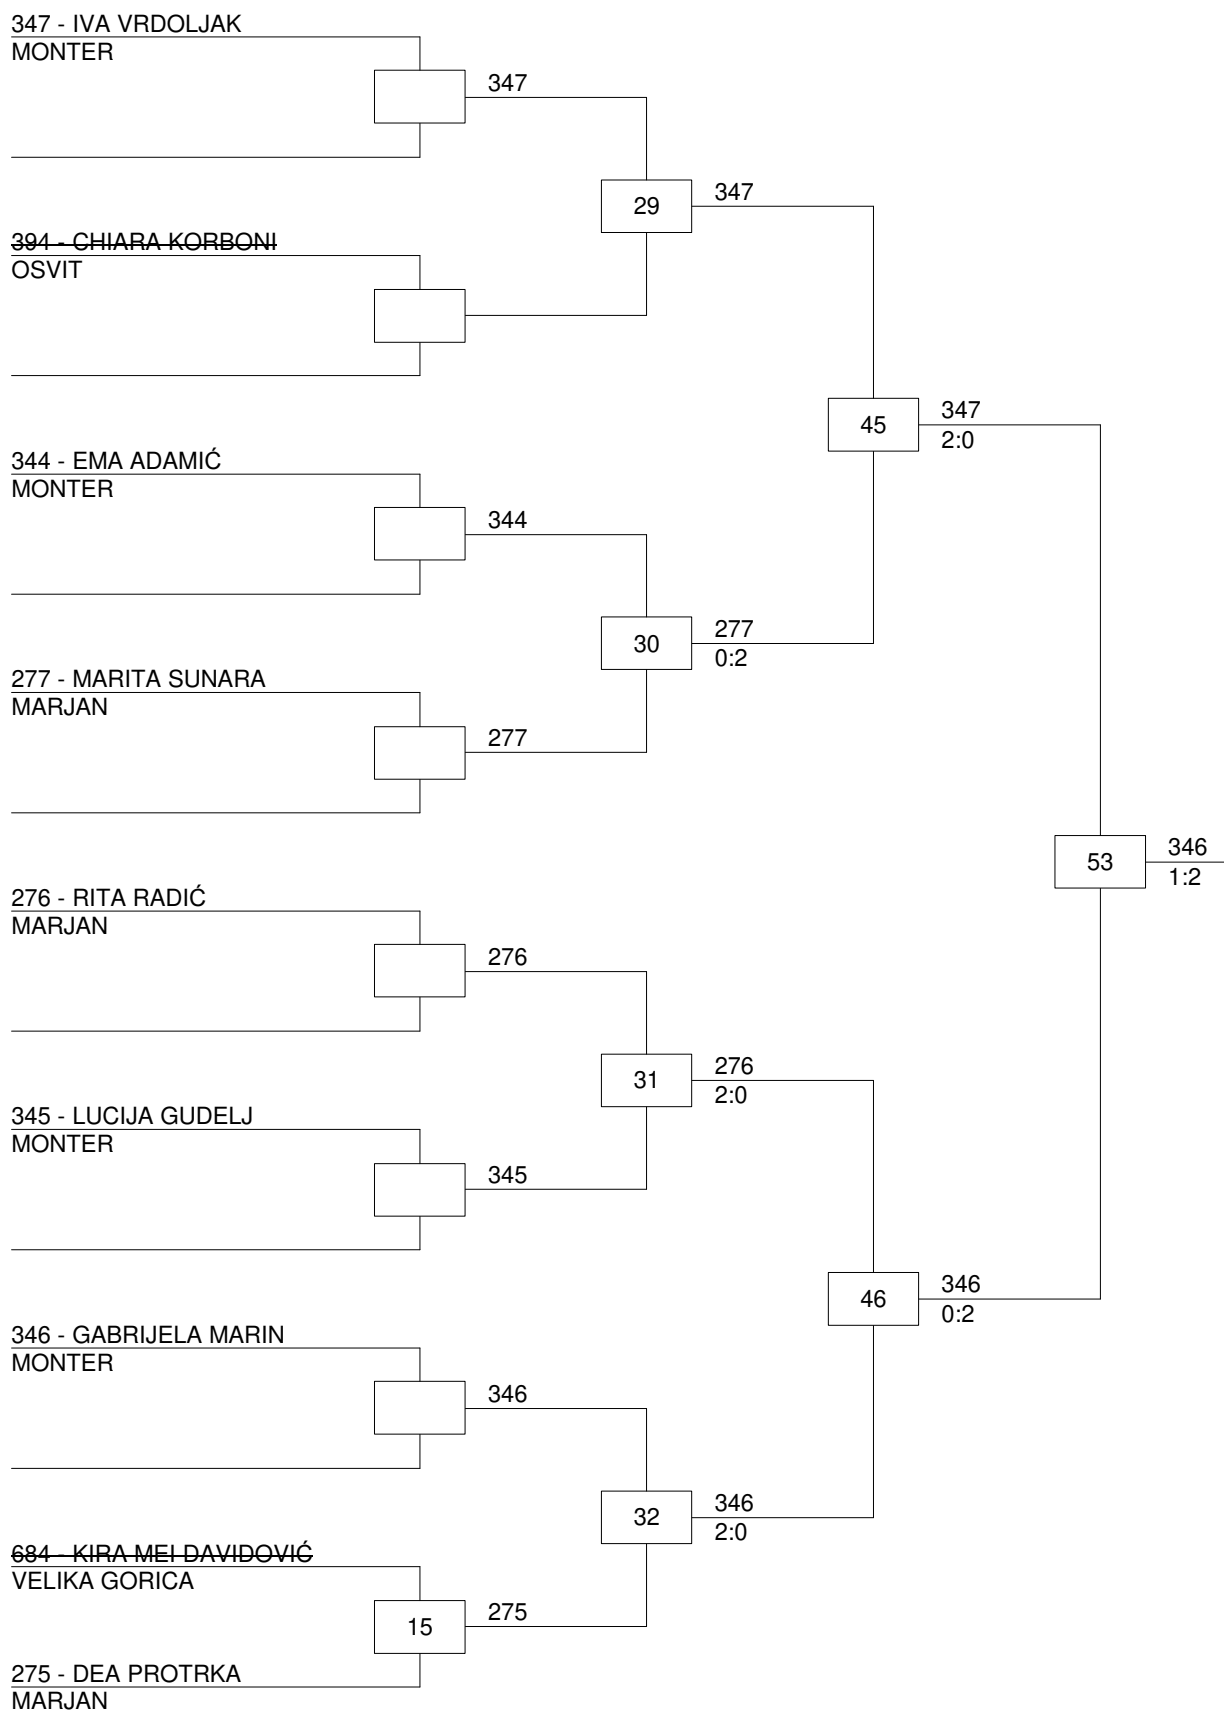 347 - IVA VRDOLJAK
MONTER
347
29
347
394 - CHIARA KORBONI
OSVIT
45
347
2:0
344 - EMA ADAMIĆ
MONTER
344
30
277
0:2
277 - MARITA SUNARA
MARJAN
277
53
346
1:2
276 - RITA RADIĆ
MARJAN
276
31
276
2:0
345 - LUCIJA GUDELJ
MONTER
345
46
346
0:2
346 - GABRIJELA MARIN
MONTER
346
32
346
2:0
684 - KIRA MEI DAVIDOVIĆ
VELIKA GORICA
15
275
275 - DEA PROTRKA
MARJAN